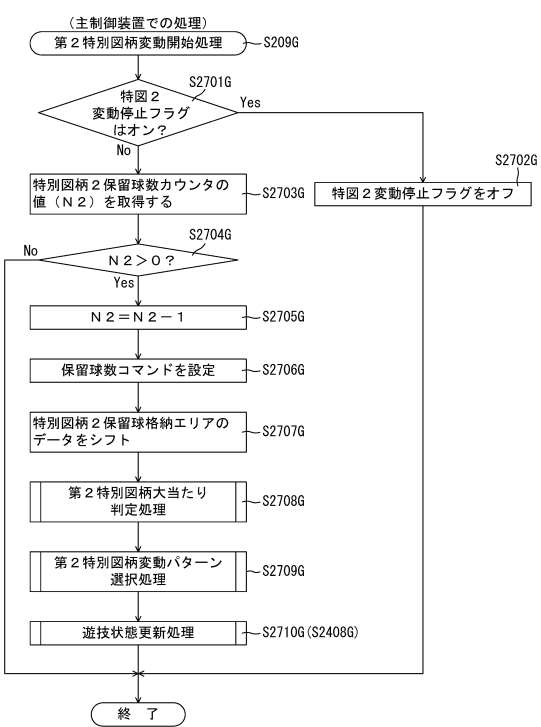 (主制御装置での処理)
第2特別図柄変動開始処理
S209G
S2701G
特図2
変動停止フラグ
はオン?
Yes
No
S2702G
特図2変動停止フラグをオフ
特別図柄2保留球数カウンタの
値(N2)を取得する
S2703G
S2704G
No
N2>0?
Yes
N2=N2-1
S2705G
保留球数コマンドを設定
S2706G
特別図柄2保留球格納エリアの
データをシフト
S2707G
第2特別図柄大当たり
判定処理
S2708G
第2特別図柄変動パターン
選択処理
S2709G
遊技状態更新処理
S2710G(S2408G)
終 了